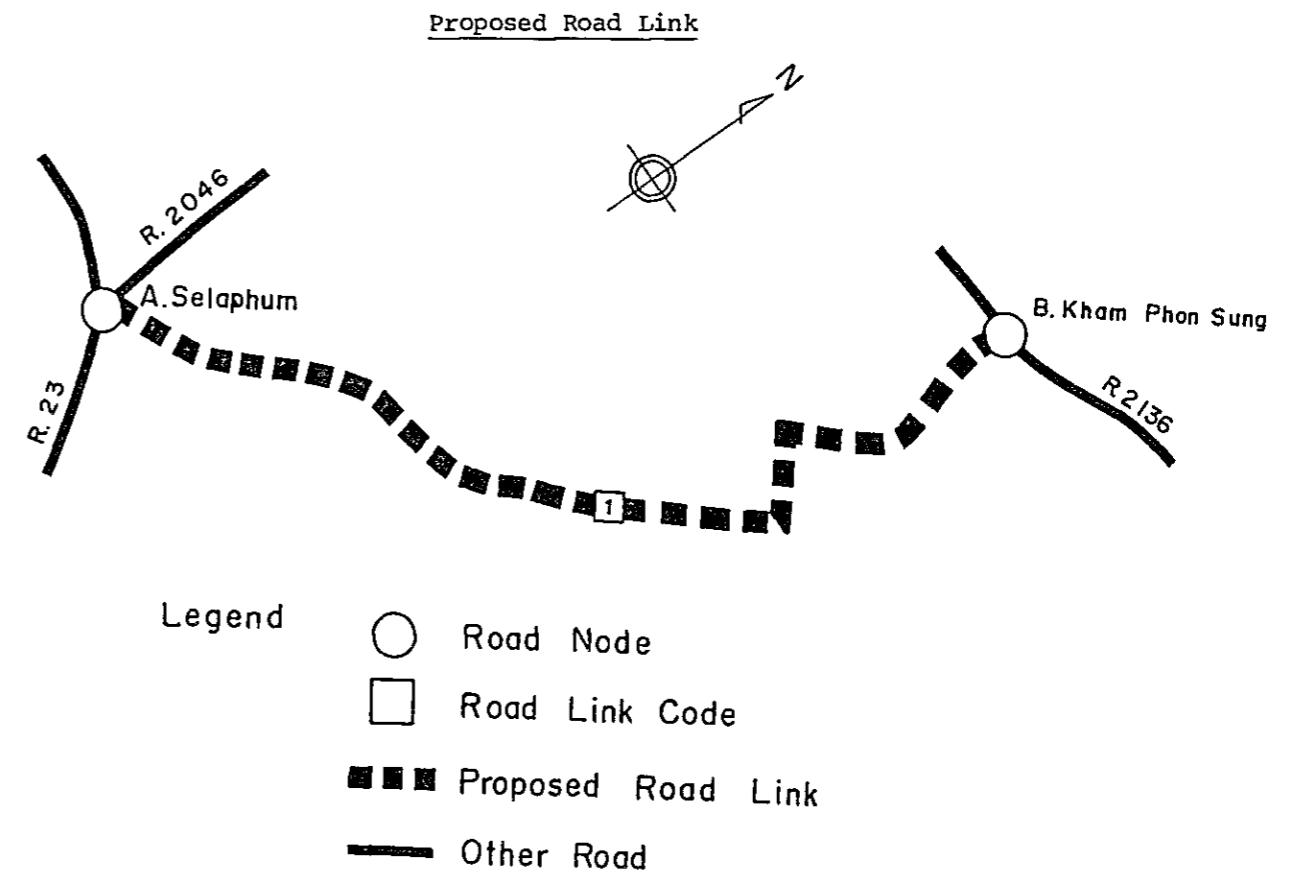 Proposed Road Link
N
R. 2046
A. Selaphum
R. 23
B. Kham Phon Sung
R 2136
1
Legend
Road Node
Road Link Code
Proposed Road Link
Other Road